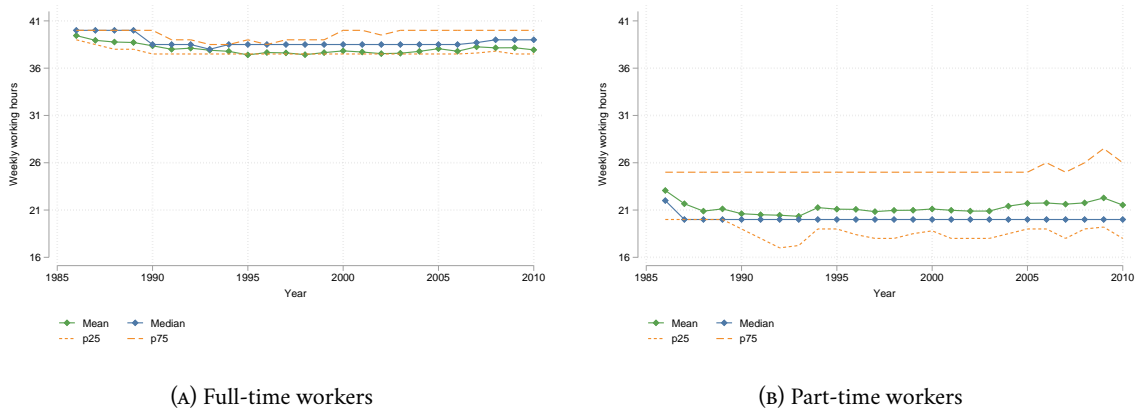 41
36
31
26
21
16
Weekly working hours
1985 1990 1995 2000 2005 2010
Year
Mean Median
p25 p75
(A) Full-time workers
41
36
31
26
21
16
Weekly working hours
1985 1990 1995 2000 2005 2010
Year
Mean Median
p25 p75
(B) Part-time workers